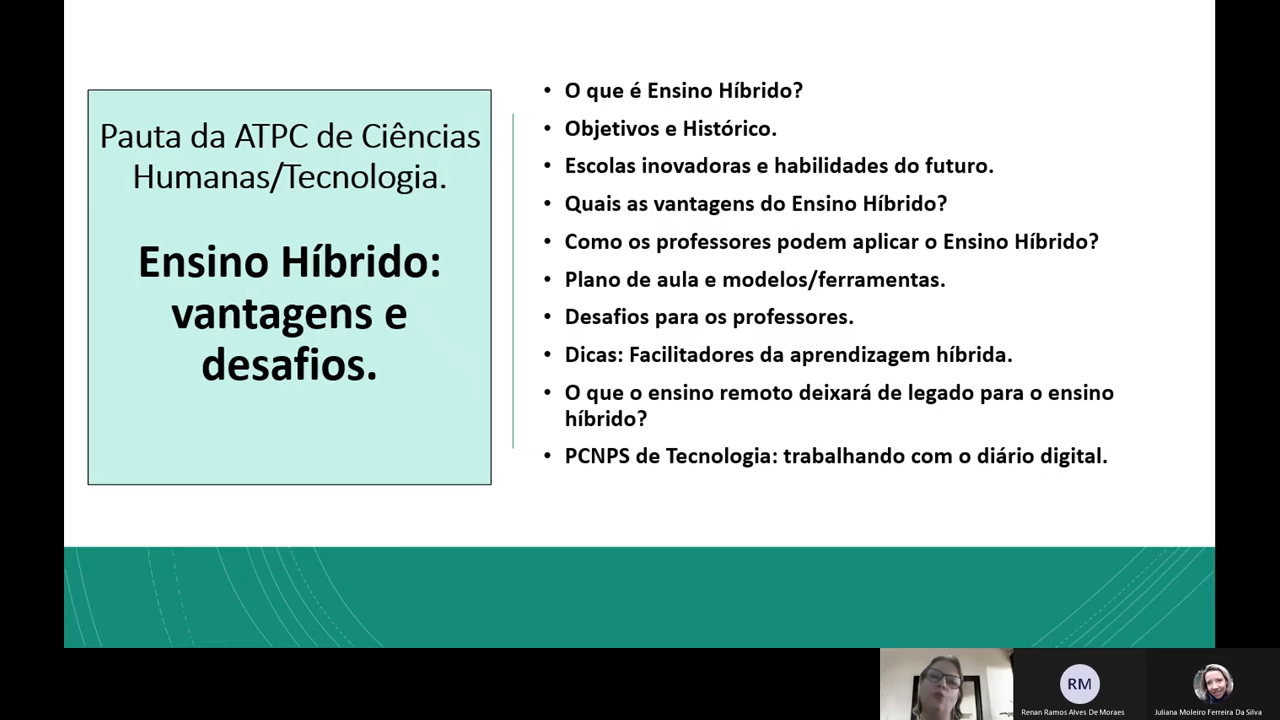 Pauta da ATPC de Ciências
Humanas/Tecnologia.
Ensino Híbrido:
vantagens e
desafios.
• O que é Ensino Híbrido?
• Objetivos e Histórico.
• Escolas inovadoras e habilidades do futuro.
• Quais as vantagens do Ensino Híbrido?
• Como os professores podem aplicar o Ensino Híbrido?
• Plano de aula e modelos/ferramentas.
• Desafios para os professores.
• Dicas: Facilitadores da aprendizagem híbrida.
• O que o ensino remoto deixará de legado para o ensino
híbrido?
• PCNPS de Tecnologia: trabalhando com o diário digital.
RM
Renan Ramos Alves De Moraes
Juliana Moleiro Ferreira Da Silva